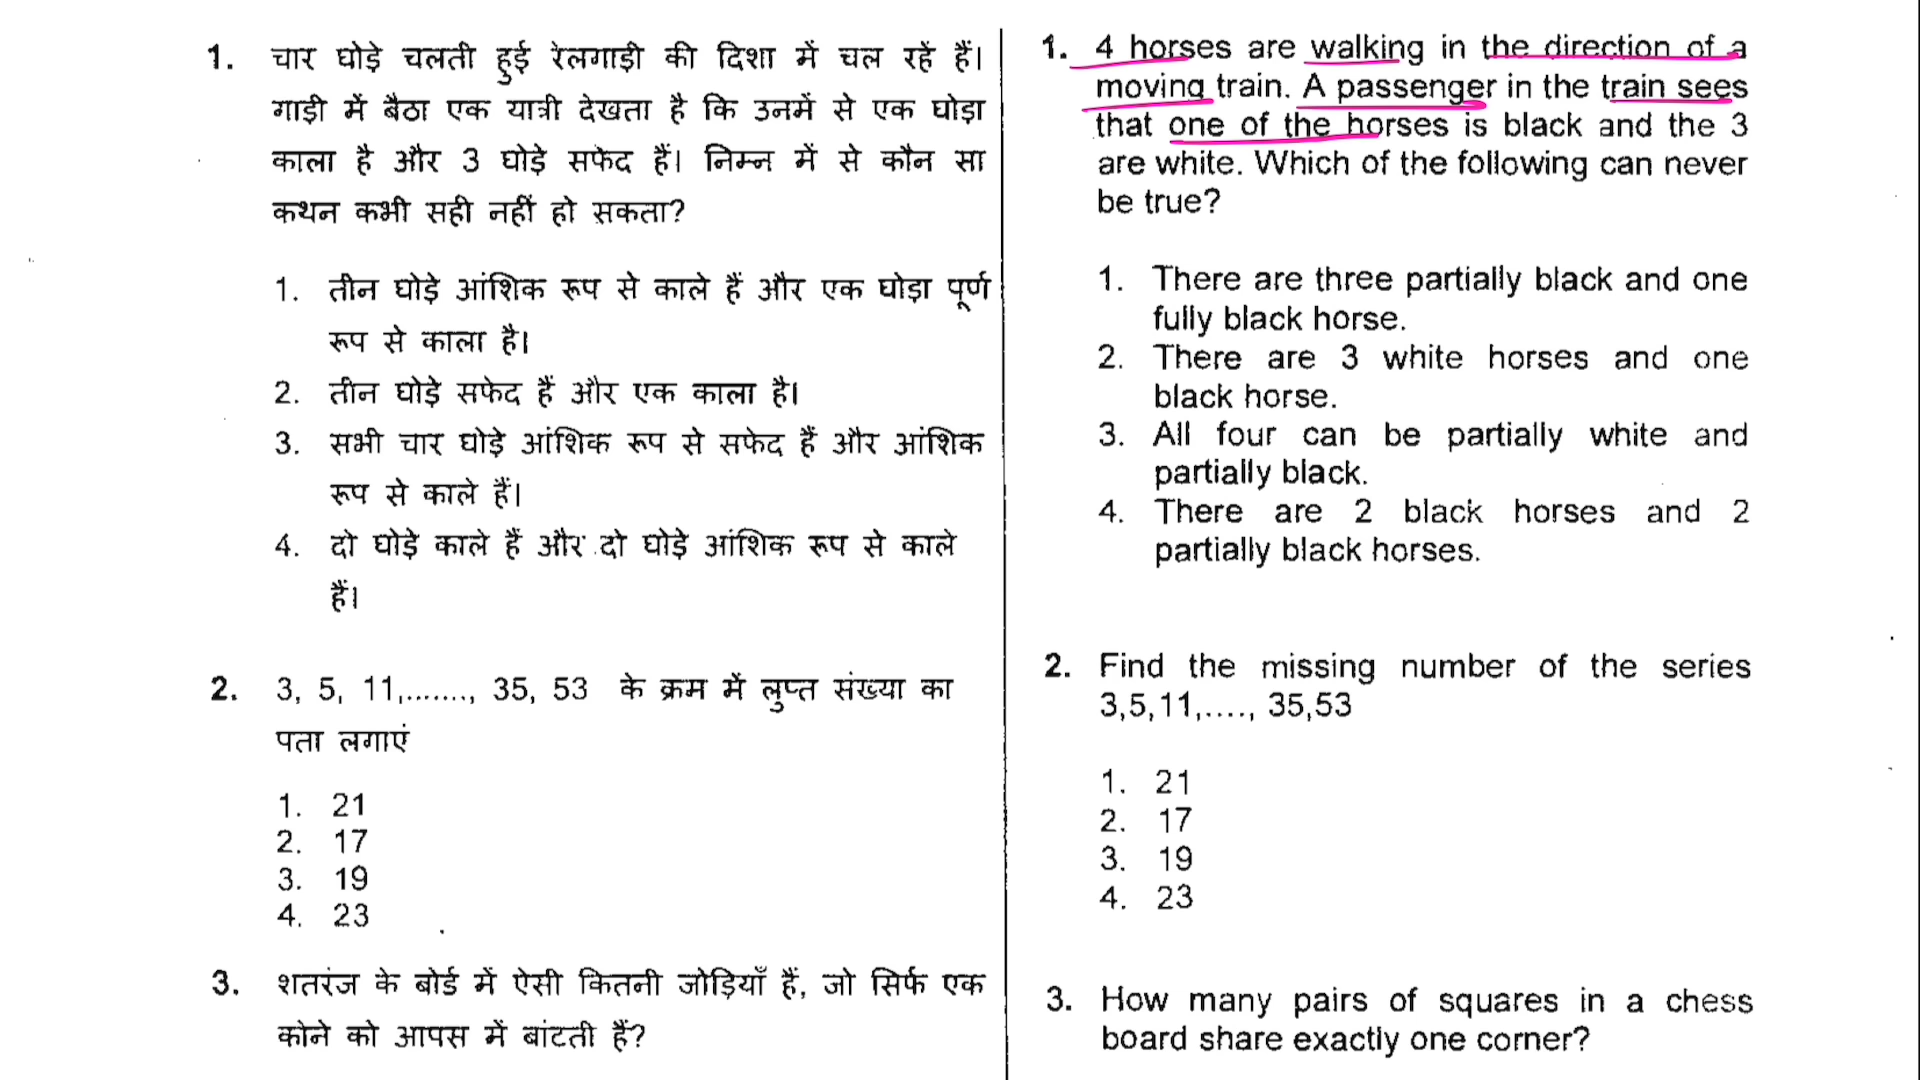 1. चार घोड़े चलती हुई रेलगाड़ी की दिशा में चल रहें हैं।
गाड़ी में बैठा एक यात्री देखता है कि उनमें से एक घोड़ा
काला है और 3 घोड़े सफेद हैं। निम्न में से कौन सा
कथन कभी सही नहीं हो सकता?
1. तीन घोड़े आंशिक रूप से काले हैं और एक घोड़ा पूर्ण
रूप से काला है।
2. तीन घोड़े सफेद हैं और एक काला है।
3. सभी चार घोड़े आंशिक रूप से सफेद हैं और आंशिक
रूप से काले हैं।
4. दो घोड़े काले हैं और दो घोड़े आंशिक रूप से काले
हैं।
2. 3, 5, 11,......., 35, 53 के क्रम में लुप्त संख्या का
पता लगाएं
1. 21
2. 17
3. 19
4. 23
3. शतरंज के बोर्ड में ऐसी कितनी जोड़ियाँ हैं, जो सिर्फ एक
कोने को आपस में बांटती हैं?
1. 4 horses are walking in the direction of a
moving train. A passenger in the train sees
that one of the horses is black and the 3
are white. Which of the following can never
be true?
1. There are three partially black and one
fully black horse.
2. There are 3 white horses and one
black horse.
3. All four can be partially white and
partially black.
4. There are 2 black horses and 2
partially black horses.
2. Find the missing number of the series
3,5,11,...., 35,53
1. 21
2. 17
3. 19
4. 23
3. How many pairs of squares in a chess
board share exactly one corner?